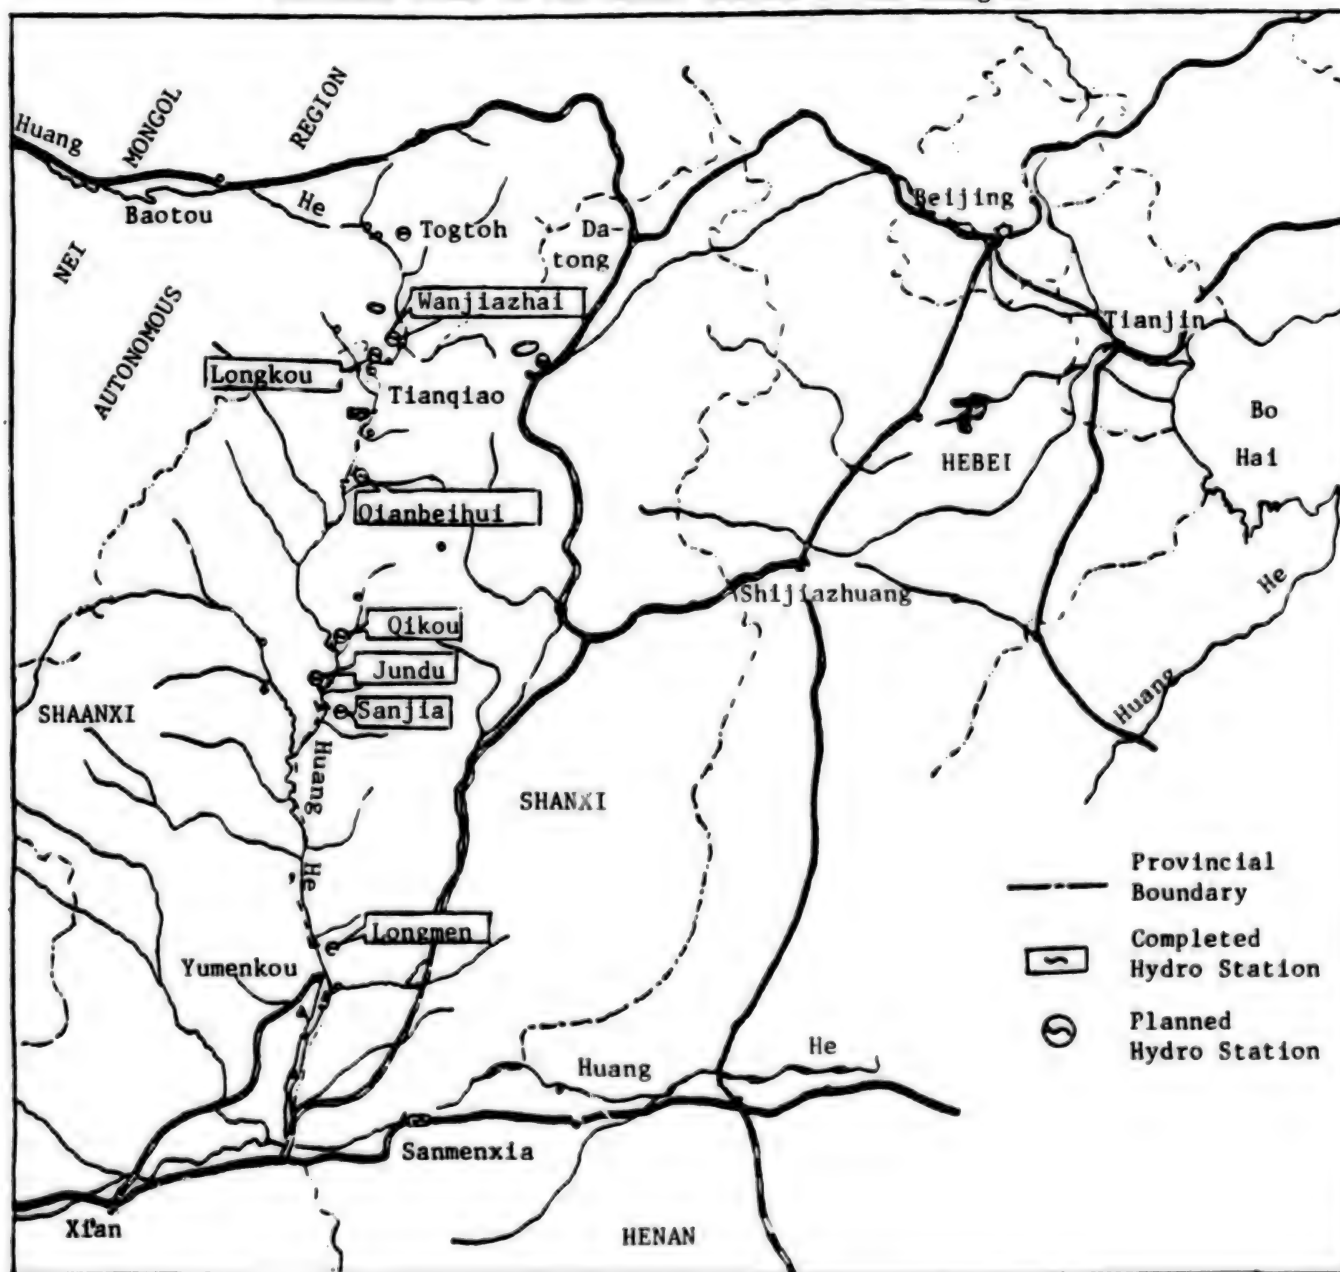 Huang
MONGOL
REGION
He
Baotou
NEI
AUTONOMOUS
Togtoh
Da-
tong
Beijing
Wanjiazhai
Tianjin
Longkou
Tianqiao
Bo
Hai
HEBEI
Qianbeihui
He
Shijiazhuang
Qikou
Jundu
Sanjia
SHAANXI
Huang
Huang
SHANXI
He
Provincial
Boundary
Longmen
Completed
Hydro Station
Yumenkou
Planned
Hydro Station
He
Huang
Sanmenxia
Xi'an
HENAN